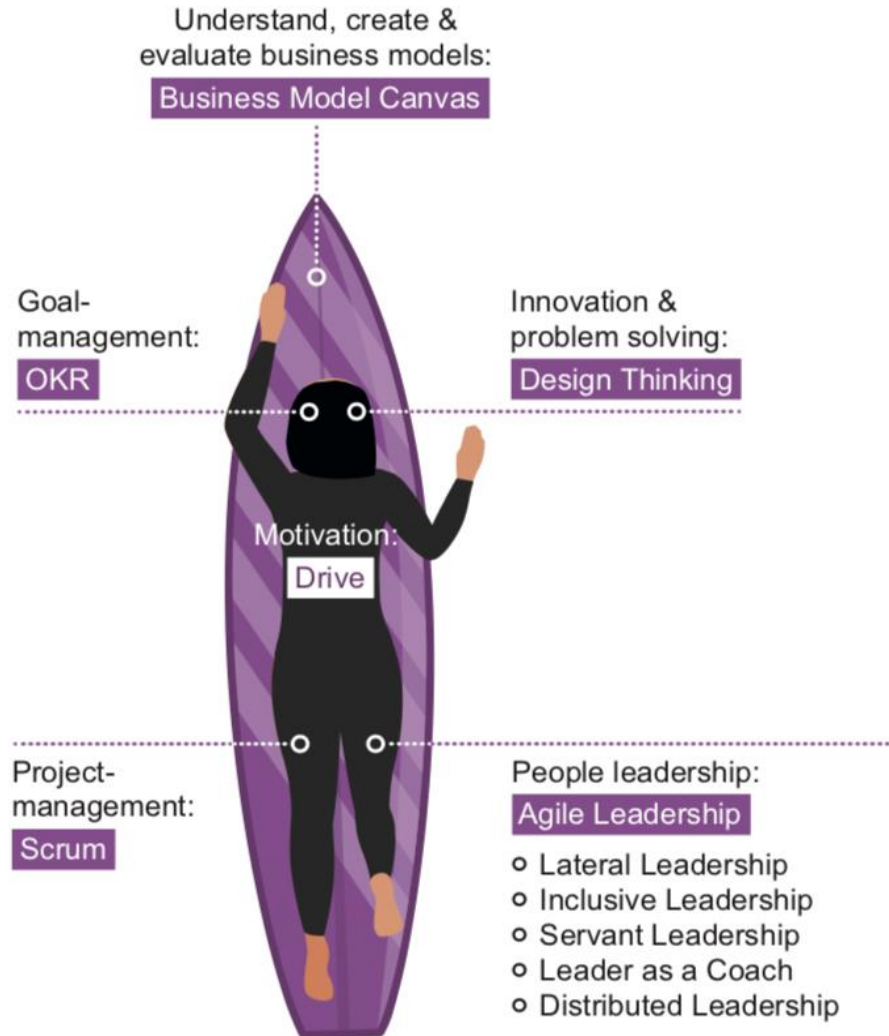 Understand, create &
evaluate business models:
Business Model Canvas
Goal-
management:
OKR
Innovation &
problem solving:
Design Thinking
Motivation:
Drive
Project-
management:
Scrum
People leadership:
Agile Leadership
Lateral Leadership
Inclusive Leadership
Servant Leadership
Leader as a Coach
Distributed Leadership